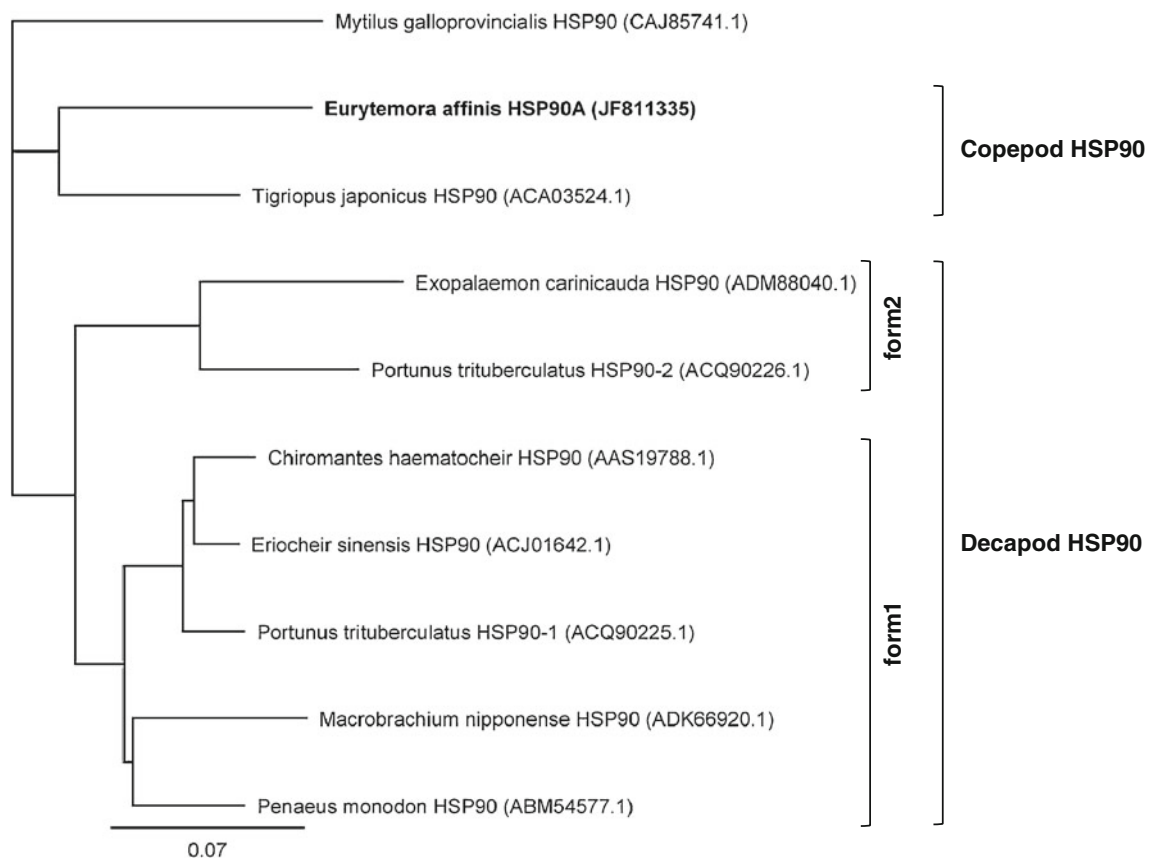 Mytilus galloprovincialis HSP90 (CAJ85741.1)
Eurytemora affinis HSP90A (JF811335)
Copepod HSP90
Tigriopus japonicus HSP90 (ACA03524.1)
Exopalaemon carinicauda HSP90 (ADM88040.1)
form2
Portunus trituberculatus HSP90-2 (ACQ90226.1)
Chiromantes haematocheir HSP90 (AAS19788.1)
Eriocheir sinensis HSP90 (ACJ01642.1)
Decapod HSP90
form1
Portunus trituberculatus HSP90-1 (ACQ90225.1)
Macrobrachium nipponense HSP90 (ADK66920.1)
Penaeus monodon HSP90 (ABM54577.1)
0.07